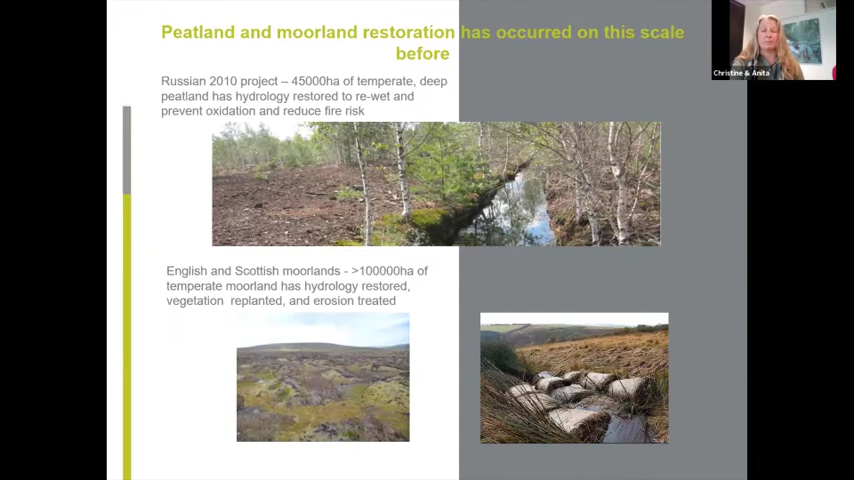 Peatland and moorland restoration has occurred on this scale
before
Russian 2010 project – 45000ha of temperate, deep
peatland has hydrology restored to re-wet and
prevent oxidation and reduce fire risk
English and Scottish moorlands - >100000ha of
temperate moorland has hydrology restored,
vegetation  replanted, and erosion treated
Christine & Anita